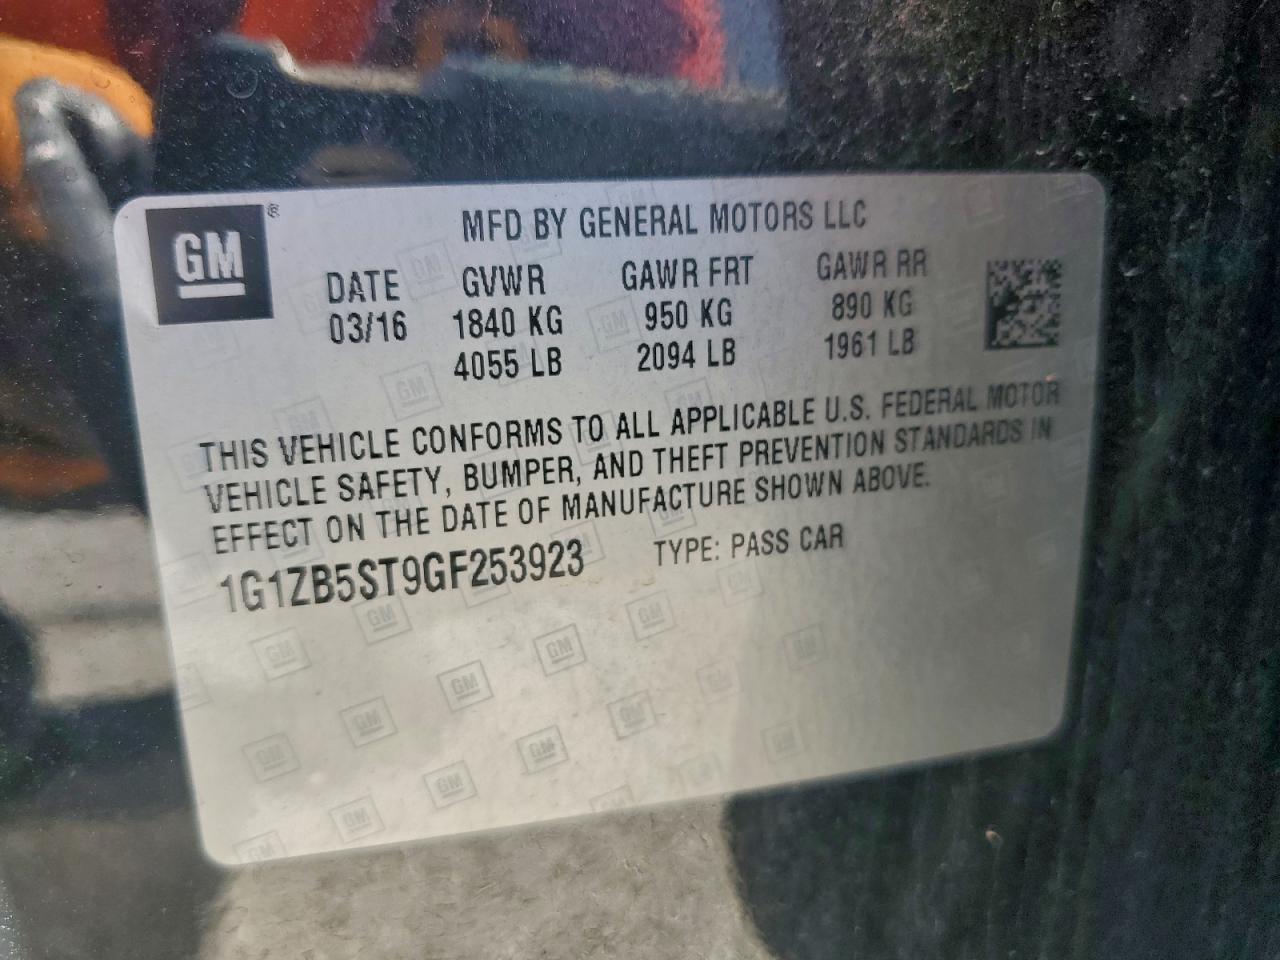 GM®
MFD BY GENERAL MOTORS LLC
DATE GVWR GAWR FRT GAWR RR
03/16 1840 KG 950 KG 890 KG
4055 LB 2094 LB 1961 LB
THIS VEHICLE CONFORMS TO ALL APPLICABLE U.S. FEDERAL MOTOR
VEHICLE SAFETY, BUMPER, AND THEFT PREVENTION STANDARDS IN
EFFECT ON THE DATE OF MANUFACTURE SHOWN ABOVE.
1G1ZB5ST9GF253923 TYPE: PASS CAR